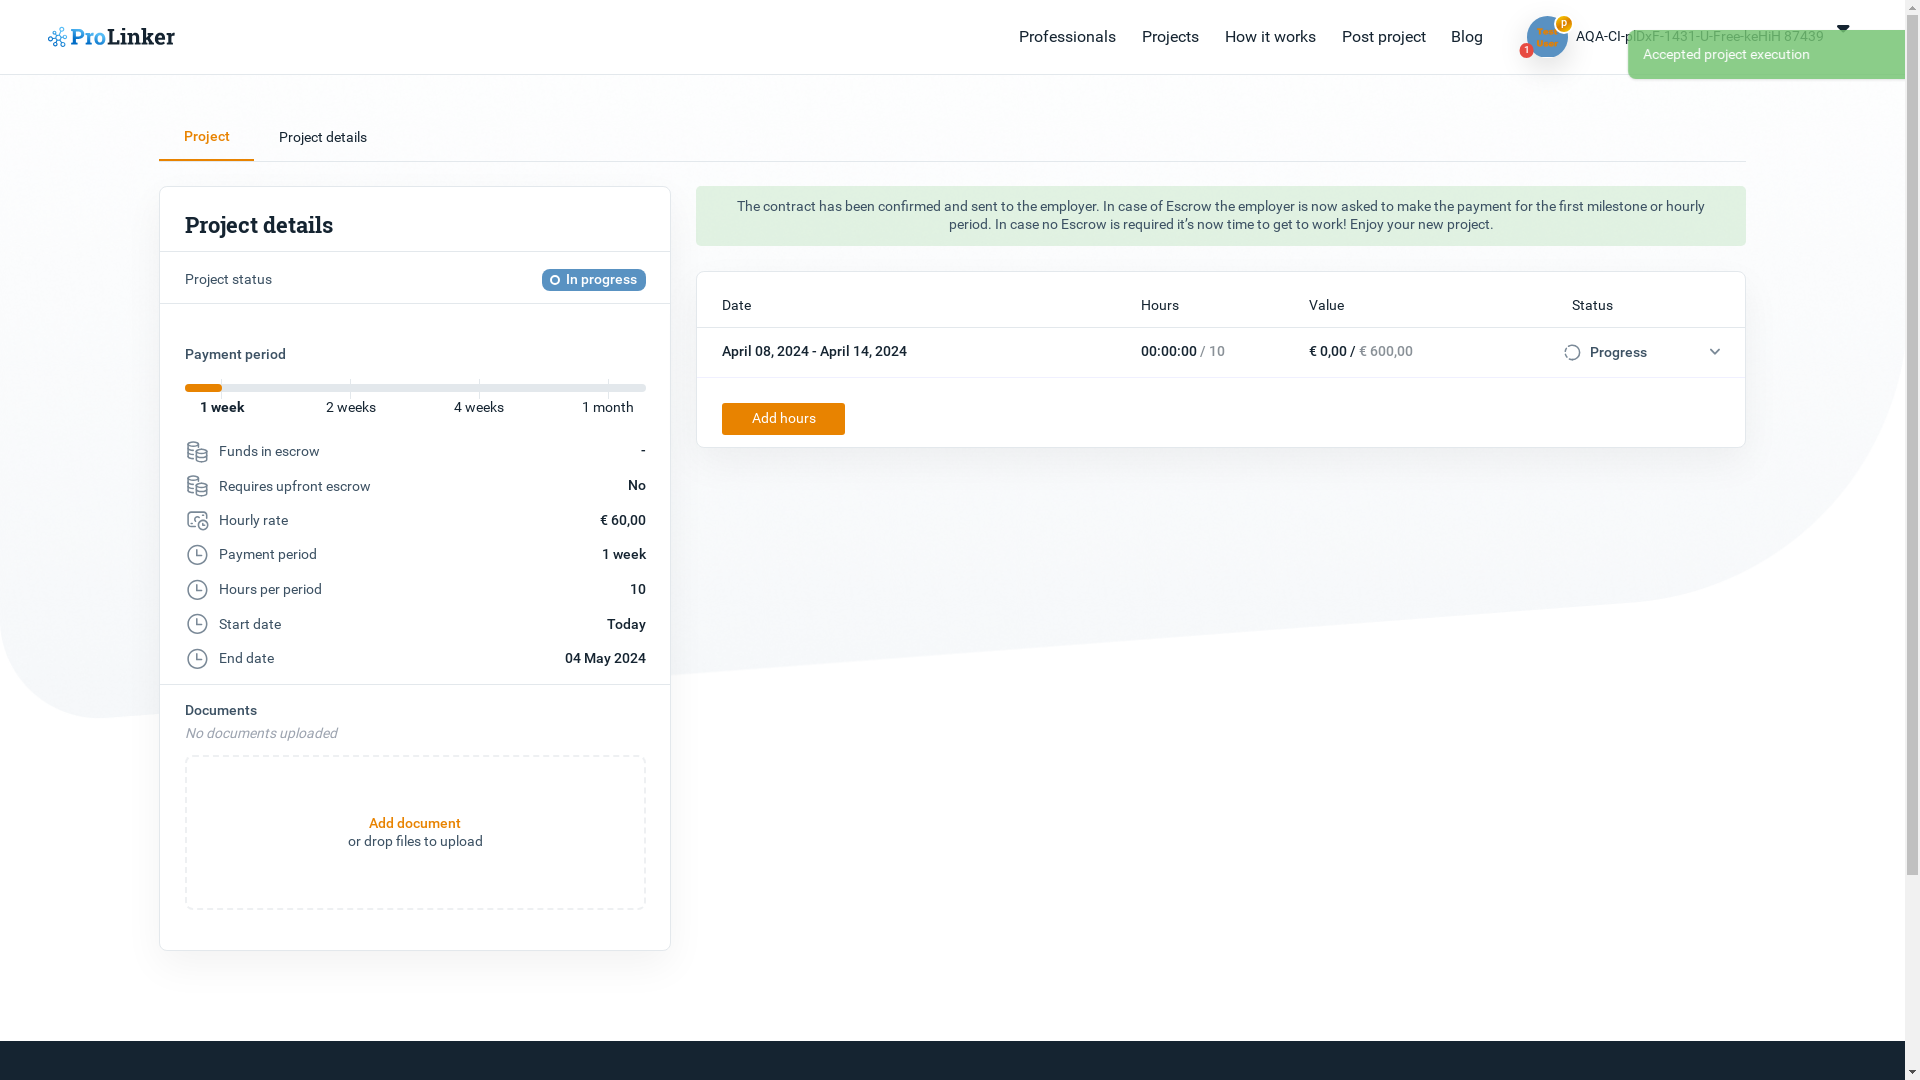 ProLinker
Professionals
Projects
How it works
Post project
Blog
p
1
AQA-CI-plDxF-1431-U-Free-keHiH 87439
Accepted project execution
Project
Project details
Project details
Project status
In progress
Payment period
1 week
2 weeks
4 weeks
1 month
Funds in escrow
-
Requires upfront escrow
No
Hourly rate
€ 60,00
Payment period
1 week
Hours per period
10
Start date
Today
End date
04 May 2024
Documents
No documents uploaded
Add document
or drop files to upload
The contract has been confirmed and sent to the employer. In case of Escrow the employer is now asked to make the payment for the first milestone or hourly
period. In case no Escrow is required it’s now time to get to work! Enjoy your new project.
Date
Hours
Value
Status
April 08, 2024 - April 14, 2024
00:00:00 / 10
€ 0,00 / € 600,00
Progress
Add hours